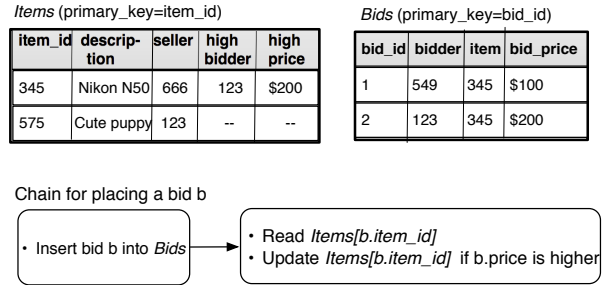 Items (primary_key=item_id)
item_id descrip-tion seller high bidder high price
345 Nikon N50 666 123 $200
575 Cute puppy 123 -- --
Bids (primary_key=bid_id)
bid_id bidder item bid_price
1 549 345 $100
2 123 345 $200
Chain for placing a bid b
• Insert bid b into Bids
• Read Items[b.item_id]
• Update Items[b.item_id] if b.price is higher